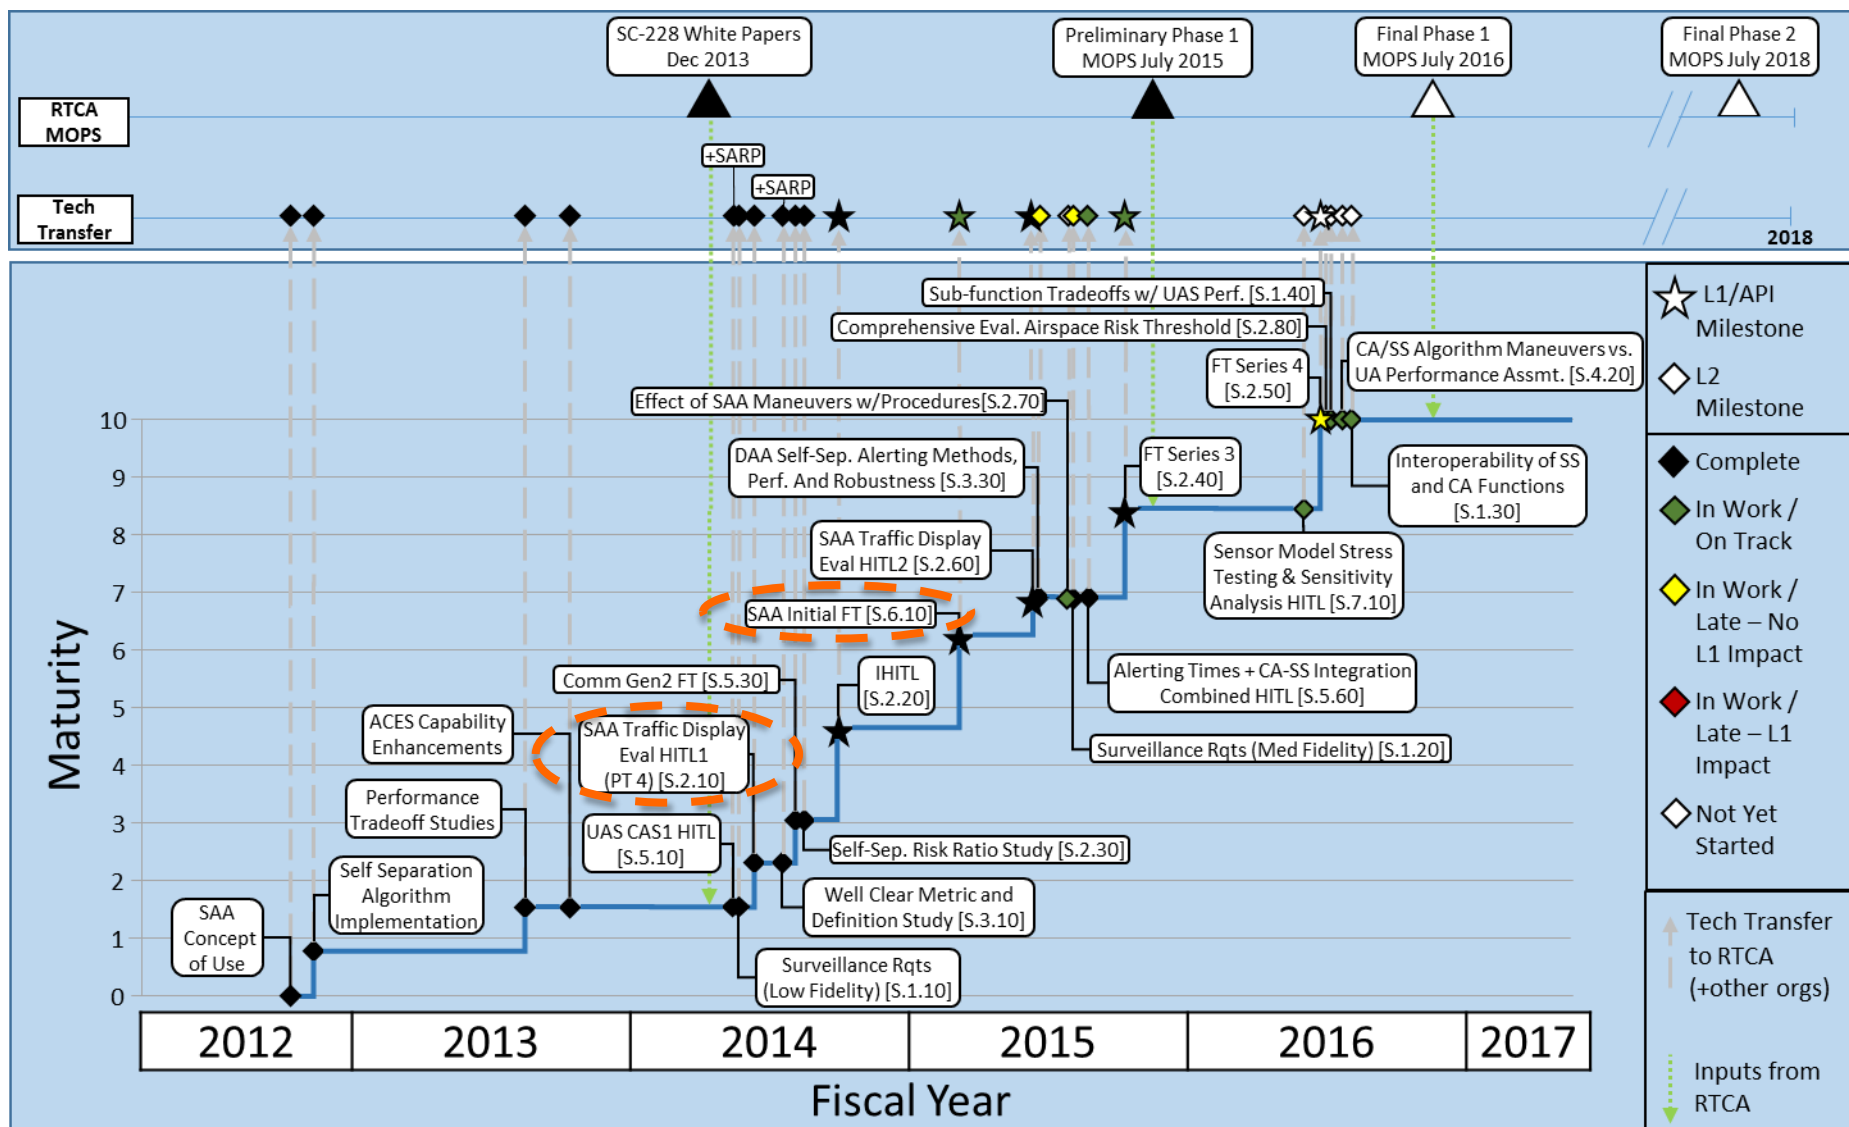 SC-228 White Papers
Dec 2013
Preliminary Phase 1
MOPS July 2015
Final Phase 1
MOPS July 2016
Final Phase 2
MOPS July 2018
RTCA
MOPS
+SARP
+SARP
Tech
Transfer
2018
Sub-function Tradeoffs w/ UAS Perf. [S.1.40]
Comprehensive Eval. Airspace Risk Threshold [S.2.80]
FT Series 4
[S.2.50]
CA/SS Algorithm Maneuvers vs.
UA Performance Assmt. [S.4.20]
Effect of SAA Maneuvers w/Procedures[S.2.70]
DAA Self-Sep. Alerting Methods,
Perf. And Robustness [S.3.30]
FT Series 3
[S.2.40]
Interoperability of SS
and CA Functions
[S.1.30]
SAA Traffic Display
Eval HITL2 [S.2.60]
Sensor Model Stress
Testing & Sensitivity
Analysis HITL [S.7.10]
SAA Initial FT [S.6.10]
Comm Gen2 FT [S.5.30]
IHITL
[S.2.20]
Alerting Times + CA-SS Integration
Combined HITL [S.5.60]
ACES Capability
Enhancements
SAA Traffic Display
Eval HITL1
(PT 4) [S.2.10]
Surveillance Rqts (Med Fidelity) [S.1.20]
Performance
Tradeoff Studies
UAS CAS1 HITL
[S.5.10]
Self-Sep. Risk Ratio Study [S.2.30]
Self Separation
Algorithm
Implementation
Well Clear Metric and
Definition Study [S.3.10]
SAA
Concept
of Use
Surveillance Rqts
(Low Fidelity) [S.1.10]
Maturity
10
9
8
7
6
5
4
3
2
1
0
2012
2013
2014
2015
2016
2017
Fiscal Year
L1/API
Milestone
L2
Milestone
Complete
In Work /
On Track
In Work /
Late – No
L1 Impact
In Work /
Late – L1
Impact
Not Yet
Started
Tech Transfer
to RTCA
(+other orgs)
Inputs from
RTCA